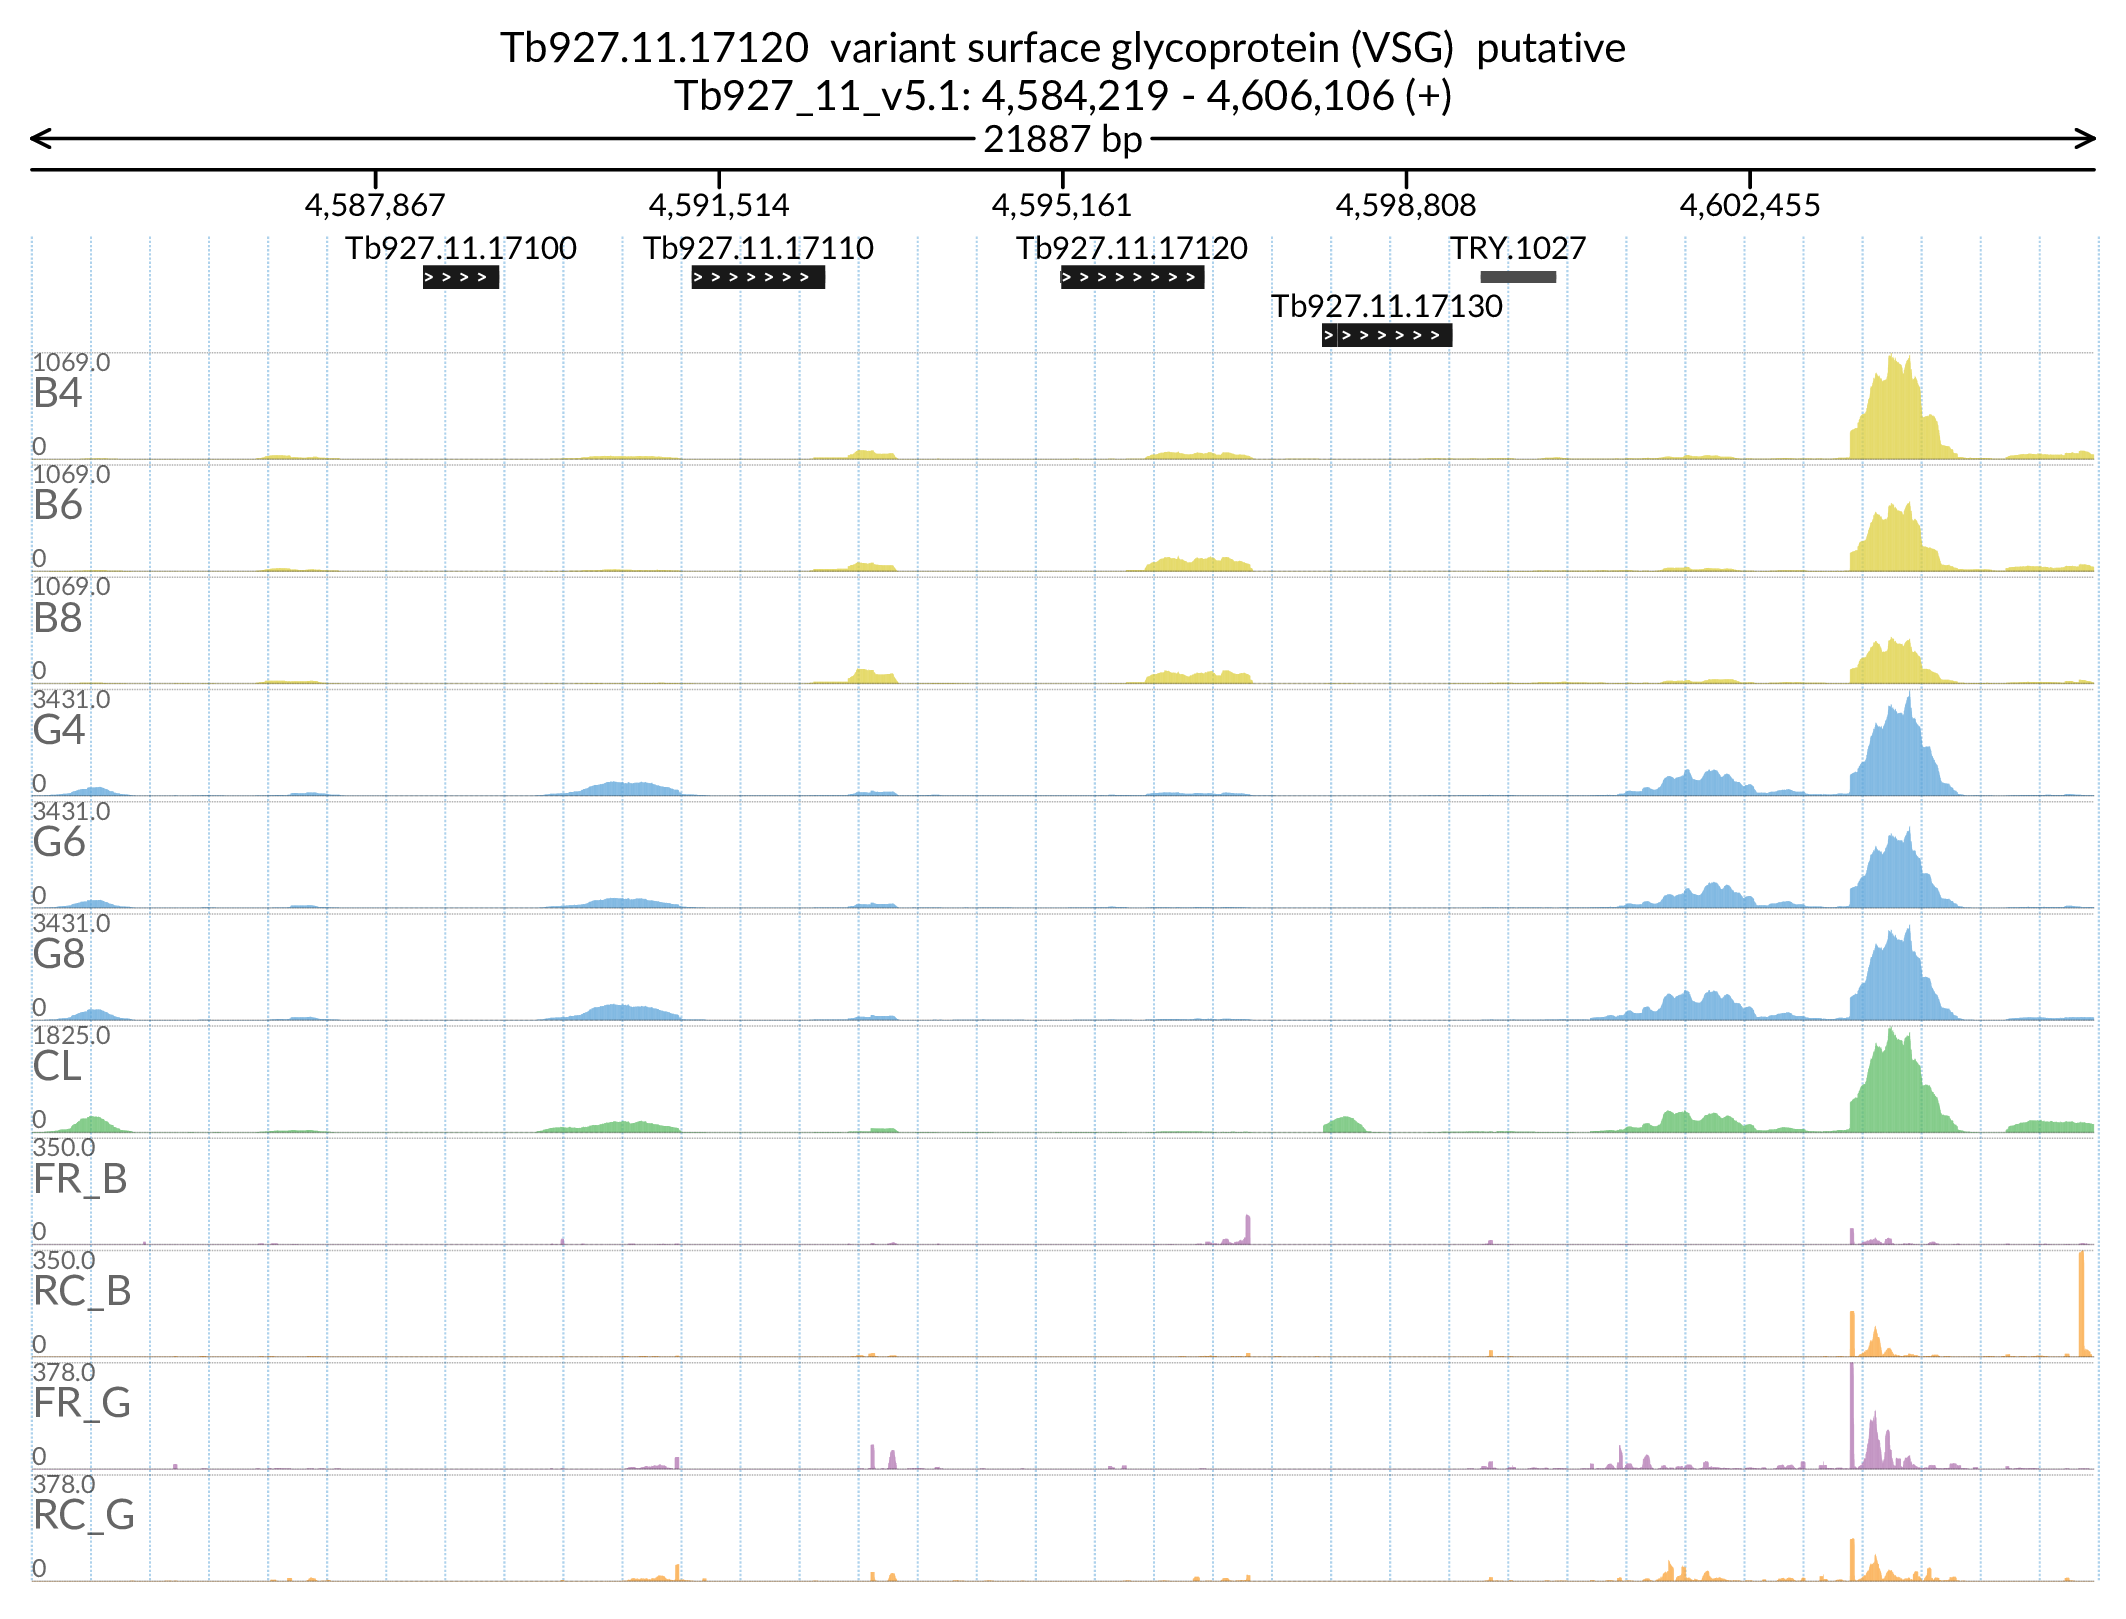 Tb927.11.17120  variant surface glycoprotein (VSG)  putative
Tb927_11_v5.1: 4,584,219 - 4,606,106 (+)
21887 bp
4,587,867 4,591,514 4,595,161 4,598,808 4,602,455
Tb927.11.17100 Tb927.11.17110 Tb927.11.17120 TRY.1027
Tb927.11.17130
1069.0
B4
0
1069.0
B6
0
1069.0
B8
0
3431.0
G4
0
3431.0
G6
0
3431.0
G8
0
1825.0
CL
0
350.0
FR_B
0
350.0
RC_B
0
378.0
FR_G
0
378.0
RC_G
0